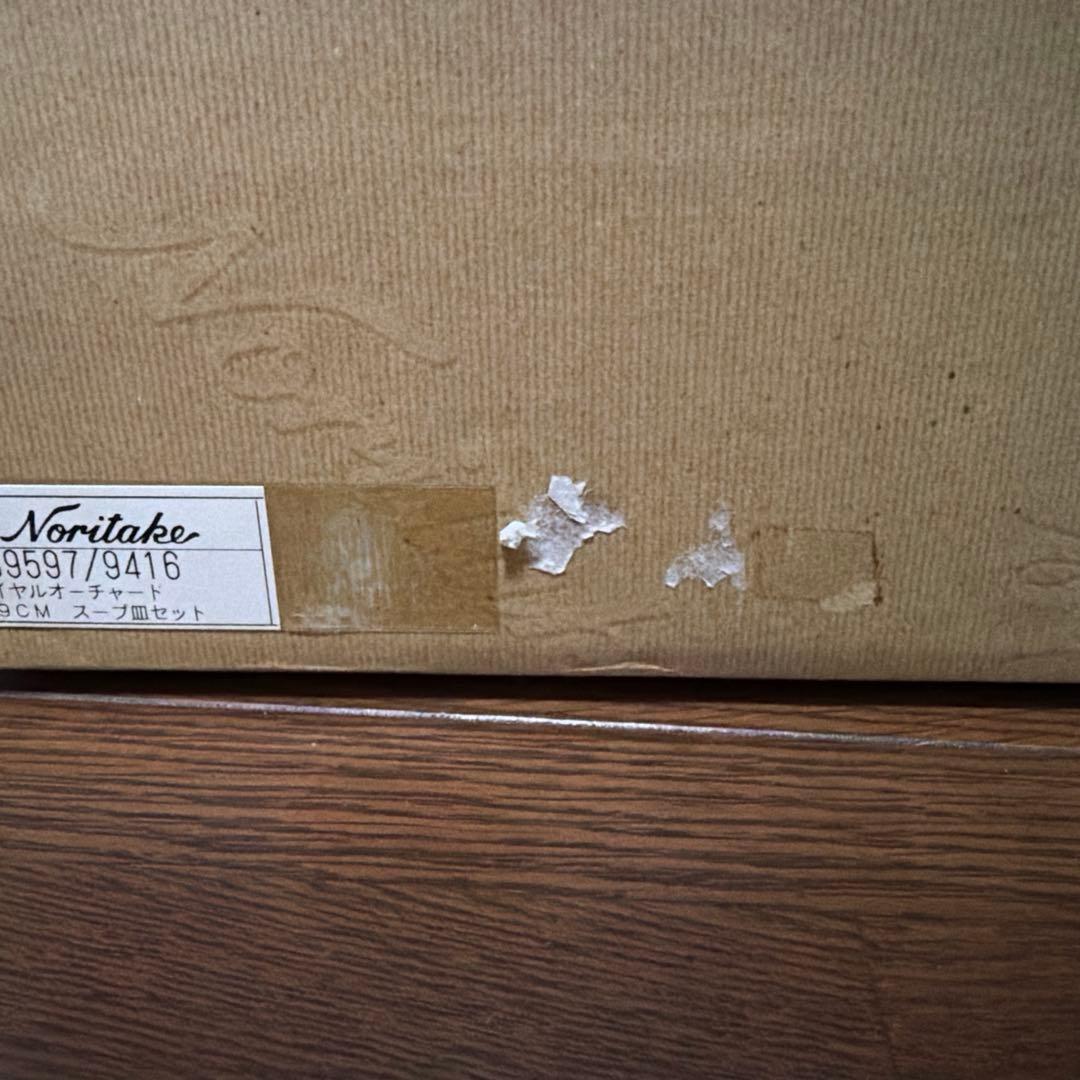 Noritake
9597/9416
イヤルオーチャード
9CM スープ皿セット